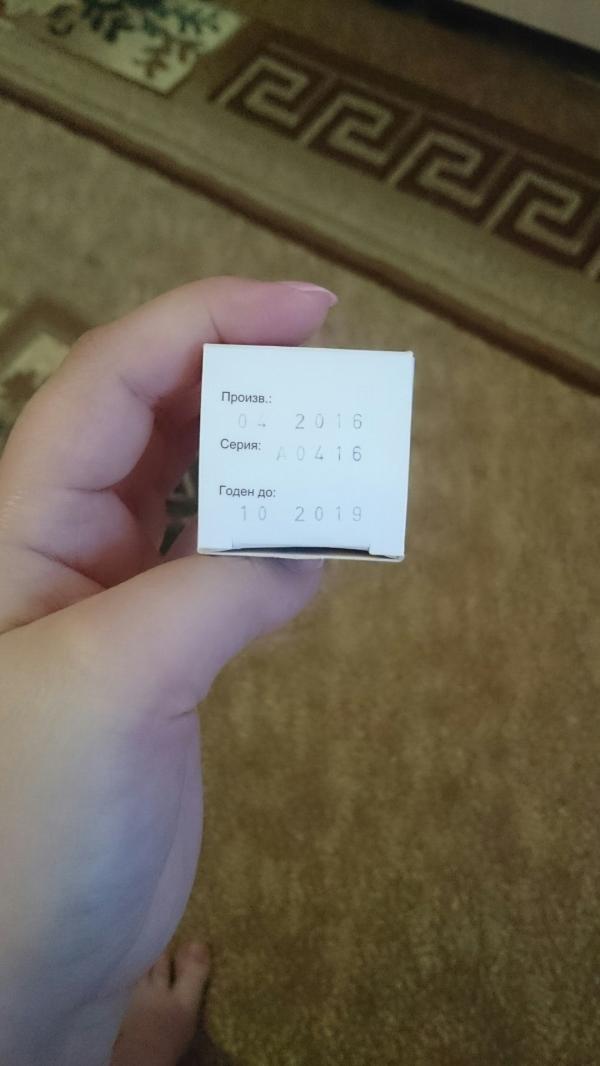 Произв.:
04 2016
Серия:
A0416
Годен до:
10 2019